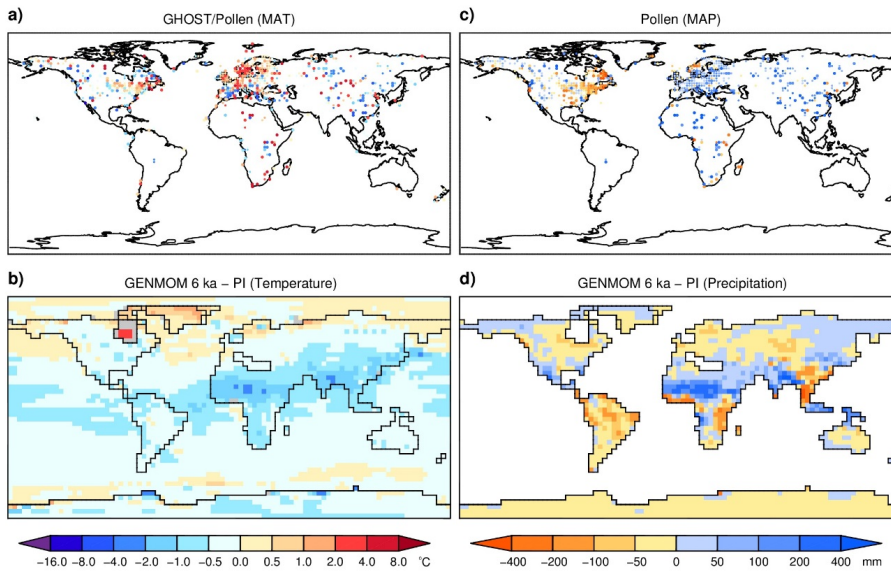 a) GHOST/Pollen (MAT)
c) Pollen (MAP)
b) GENMOM 6 ka − PI (Temperature)
d) GENMOM 6 ka − PI (Precipitation)
−16.0 −8.0 −4.0 −2.0 −1.0 −0.5 0.0 0.5 1.0 2.0 4.0 8.0 °C
−400 −200 −100 −50 0 50 100 200 400 mm